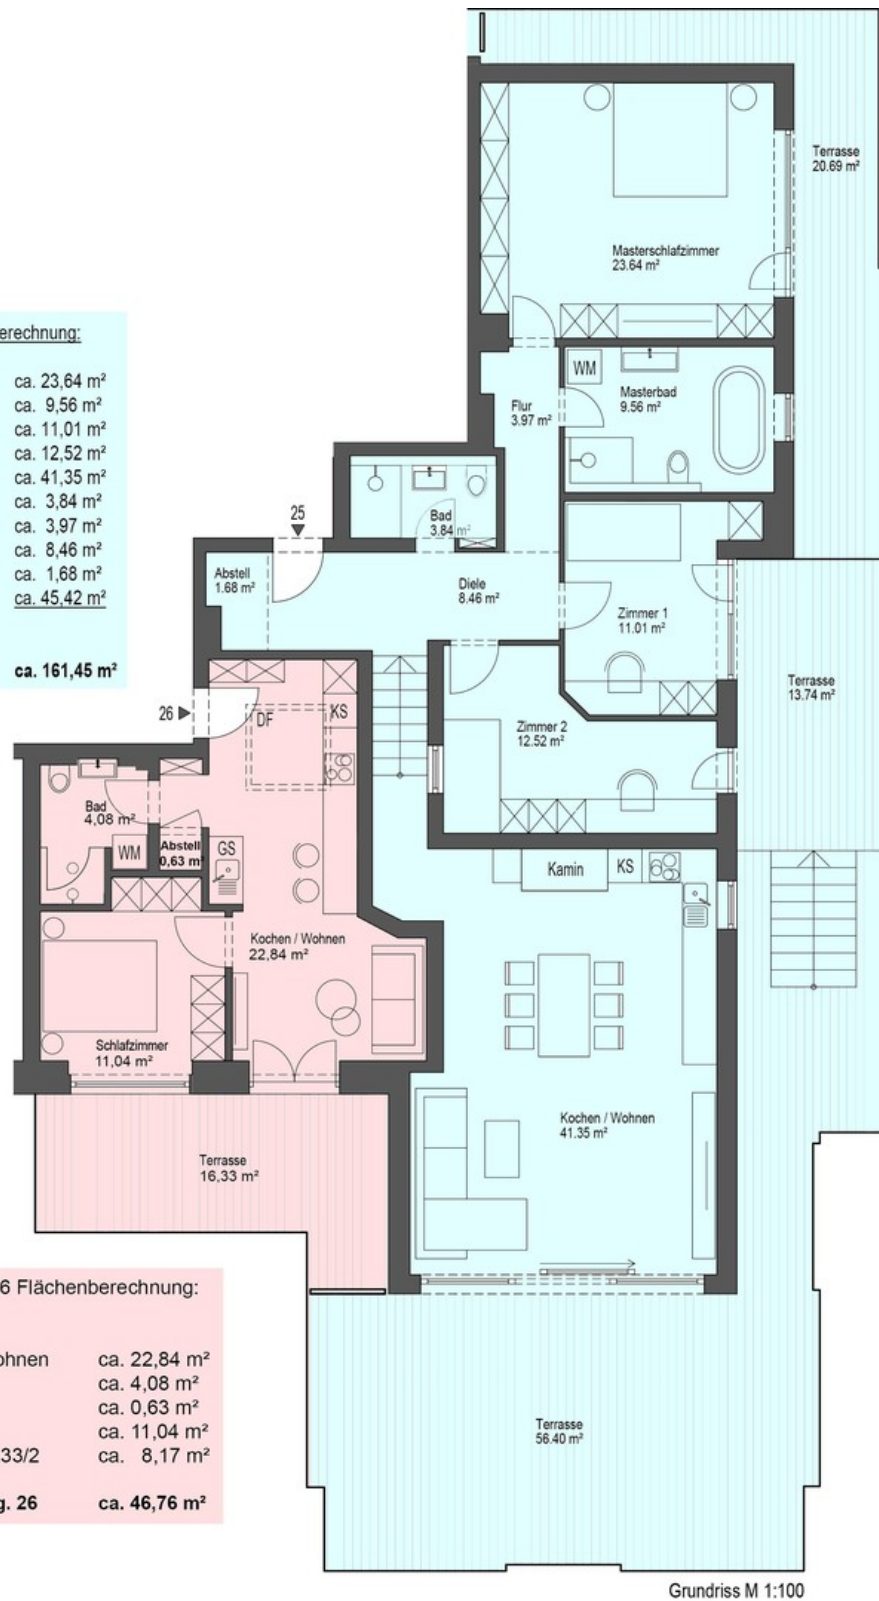 Terrasse
20.69 m²
Masterschlafzimmer
23.64 m²
erechnung:
ca. 23,64 m²
ca. 9,56 m²
ca. 11,01 m²
ca. 12,52 m²
ca. 41,35 m²
ca. 3,84 m²
ca. 3,97 m²
ca. 8,46 m²
ca. 1,68 m²
ca. 45,42 m²
ca. 161,45 m²
WM
Masterbad
9.56 m²
Flur
3.97 m²
25
Bad
3.84 m²
Abstell
1.68 m²
Diele
8.46 m²
Zimmer 1
11.01 m²
Terrasse
13.74 m²
26
DF
KS
Zimmer 2
12.52 m²
Bad
4,08 m²
WM
Abstell
0,63 m²
GS
Kamin
KS
Kochen / Wohnen
22,84 m²
Schlafzimmer
11,04 m²
Kochen / Wohnen
41.35 m²
Terrasse
16,33 m²
6 Flächenberechnung:
ohnen ca. 22,84 m²
ca. 4,08 m²
ca. 0,63 m²
ca. 11,04 m²
33/2 ca. 8,17 m²
g. 26 ca. 46,76 m²
Terrasse
56.40 m²
Grundriss M 1:100